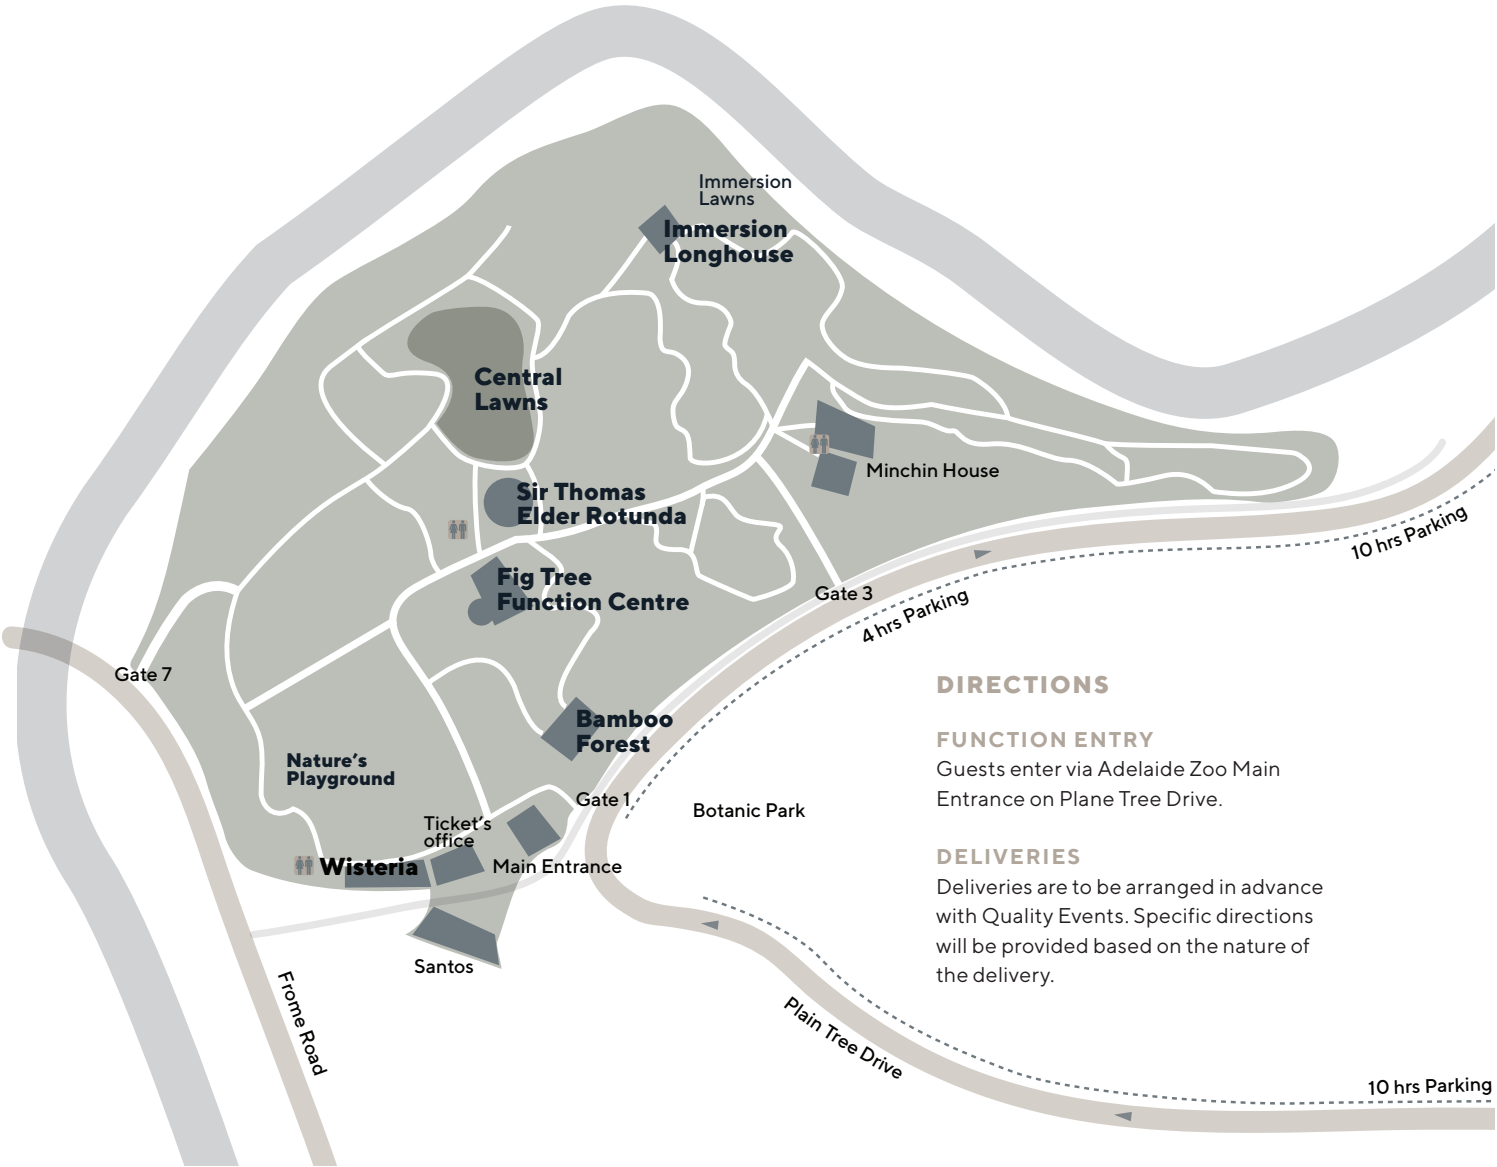 Immersion
Lawns
Immersion
Longhouse
Central
Lawns
Minchin House
Sir Thomas
Elder Rotunda
10 hrs Parking
Fig Tree
Function Centre
Gate 3
4 hrs Parking
Gate 7
DIRECTIONS
Bamboo
Forest
FUNCTION ENTRY
Guests enter via Adelaide Zoo Main
Entrance on Plane Tree Drive.
Nature’s
Playground
Gate 1
Botanic Park
Ticket’s
office
Wisteria
Main Entrance
DELIVERIES
Deliveries are to be arranged in advance
with Quality Events. Specific directions
will be provided based on the nature of
the delivery.
Santos
Frome Road
Plain Tree Drive
10 hrs Parking